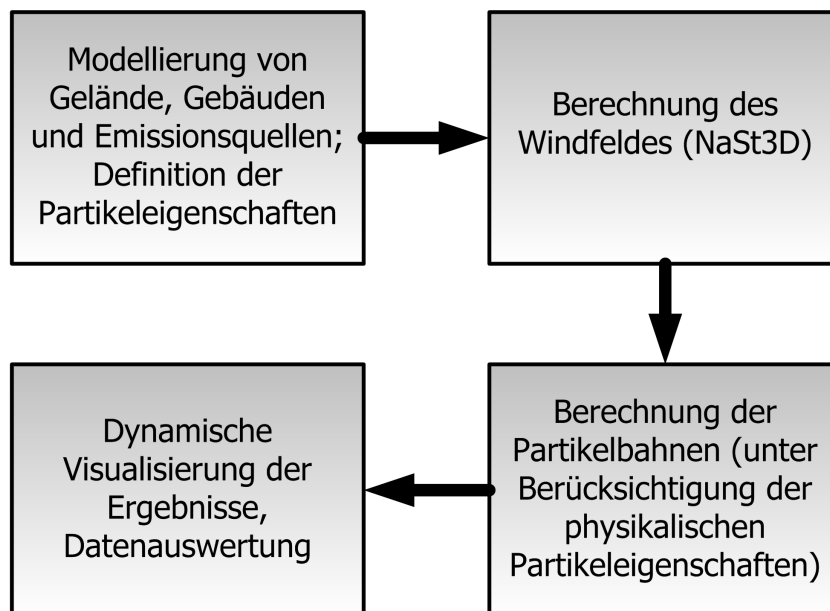 Modellierung von
Gelände, Gebäuden
und Emissionsquellen;
Definition der
Partikeleigenschaften
Berechnung des
Windfeldes (NaSt3D)
Berechnung der
Partikelbahnen (unter
Berücksichtigung der
physikalischen
Partikeleigenschaften)
Dynamische
Visualisierung der
Ergebnisse,
Datenauswertung